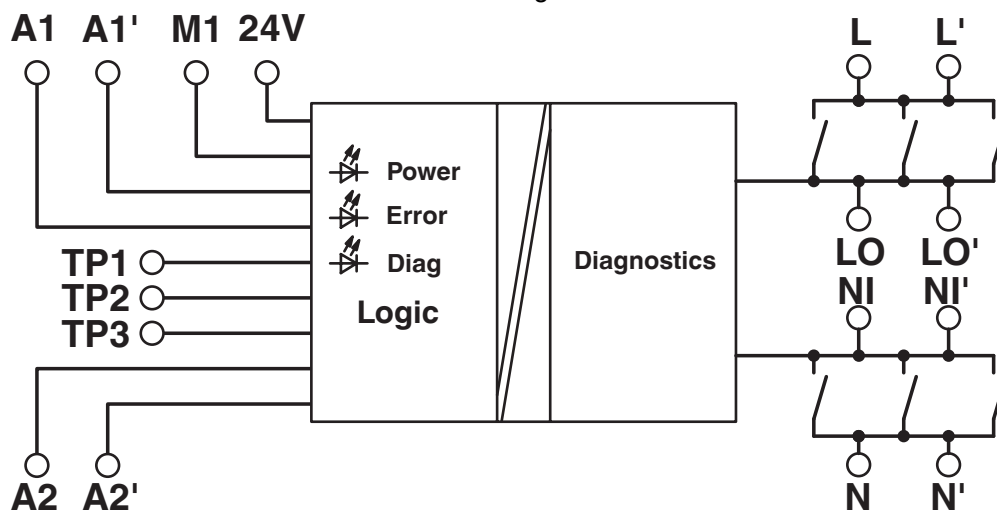 A1 A1' M1 24V
L L'
Power
Error
Diag
Logic
Diagnostics
TP1
TP2
TP3
LO LO'
NI NI'
A2 A2'
N N'